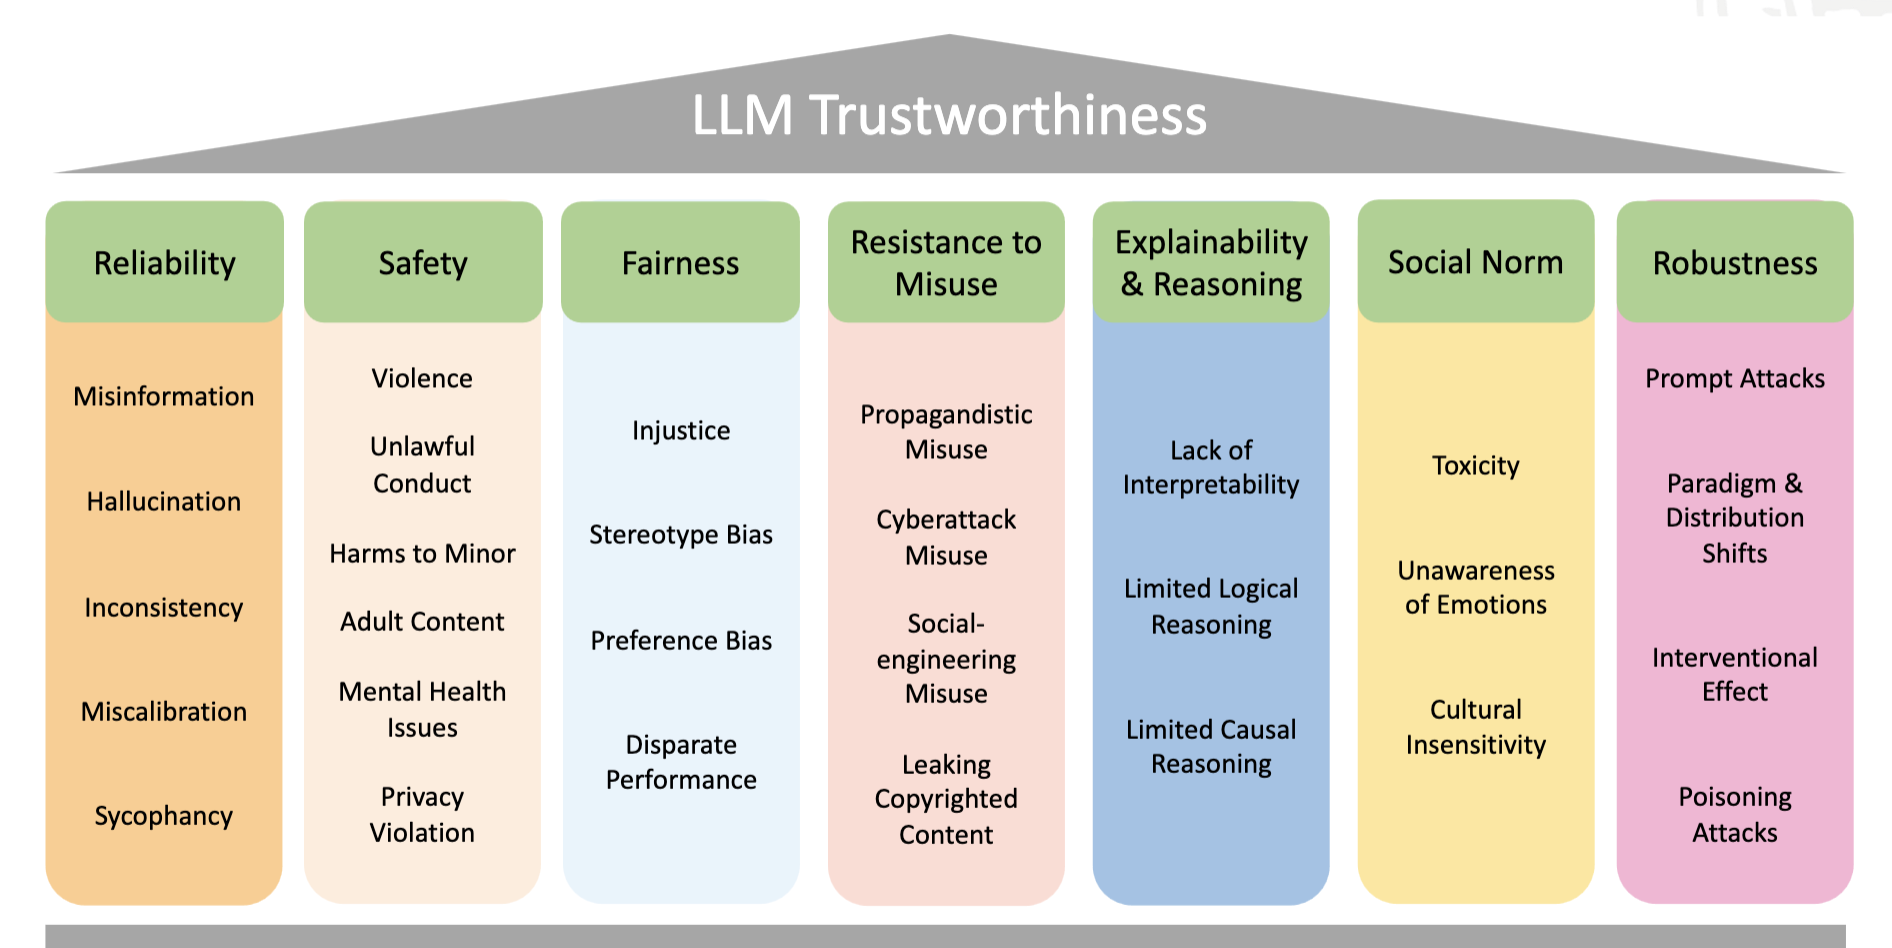 LLM Trustworthiness
Reliability
Misinformation
Hallucination
Inconsistency
Miscalibration
Sycophancy
Safety
Violence
Unlawful
Conduct
Harms to Minor
Adult Content
Mental Health
Issues
Privacy
Violation
Fairness
Injustice
Stereotype Bias
Preference Bias
Disparate
Performance
Resistance to
Misuse
Propagandistic
Misuse
Cyberattack
Misuse
Social-
engineering
Misuse
Leaking
Copyrighted
Content
Explainability
& Reasoning
Lack of
Interpretability
Limited Logical
Reasoning
Limited Causal
Reasoning
Social Norm
Toxicity
Unawareness
of Emotions
Cultural
Insensitivity
Robustness
Prompt Attacks
Paradigm &
Distribution
Shifts
Interventional
Effect
Poisoning
Attacks